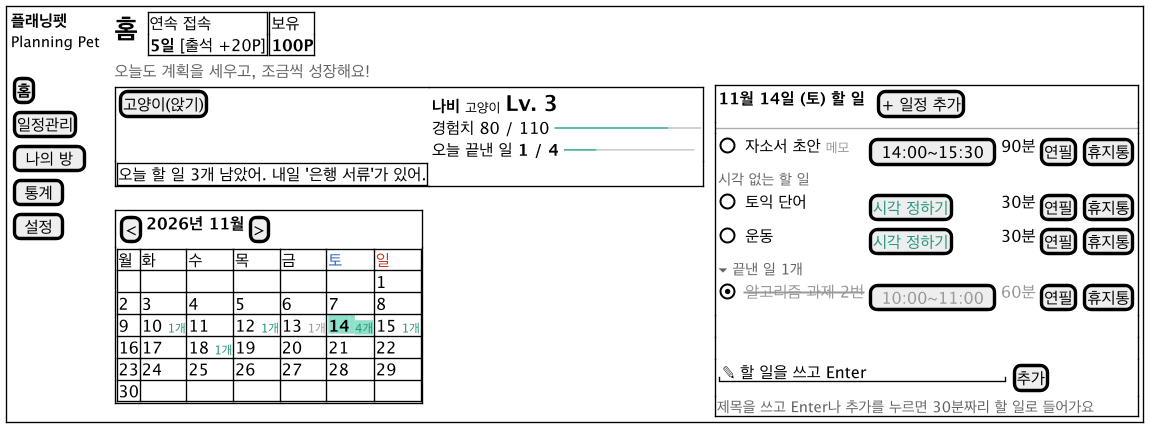 플래닝펫
Planning Pet
홈
일정관리
나의 방
통계
설정
홈
연속 접속
5일 [출석 +20P]
보유
100P
오늘도 계획을 세우고, 조금씩 성장해요!
고양이(앉기)
나비 고양이 Lv. 3
경험치 80 / 110
오늘 끝낸 일 1 / 4
오늘 할 일 3개 남았어. 내일 '은행 서류'가 있어.
< 2026년 11월 >
월 화 수 목 금 토 일
1
2 3 4 5 6 7 8
9 10 1개 11 12 1개 13 1개 14 4개 15 1개
16 17 18 1개 19 20 21 22
23 24 25 26 27 28 29
30
11월 14일 (토) 할 일 + 일정 추가
자소서 초안 메모 14:00~15:30 90분 연필 휴지통
시각 없는 할 일
토익 단어 시각 정하기 30분 연필 휴지통
운동 시각 정하기 30분 연필 휴지통
▾ 끝낸 일 1개
알고리즘 과제 2번 10:00~11:00 60분 연필 휴지통
✎ 할 일을 쓰고 Enter 추가
제목을 쓰고 Enter나 추가를 누르면 30분짜리 할 일로 들어가요